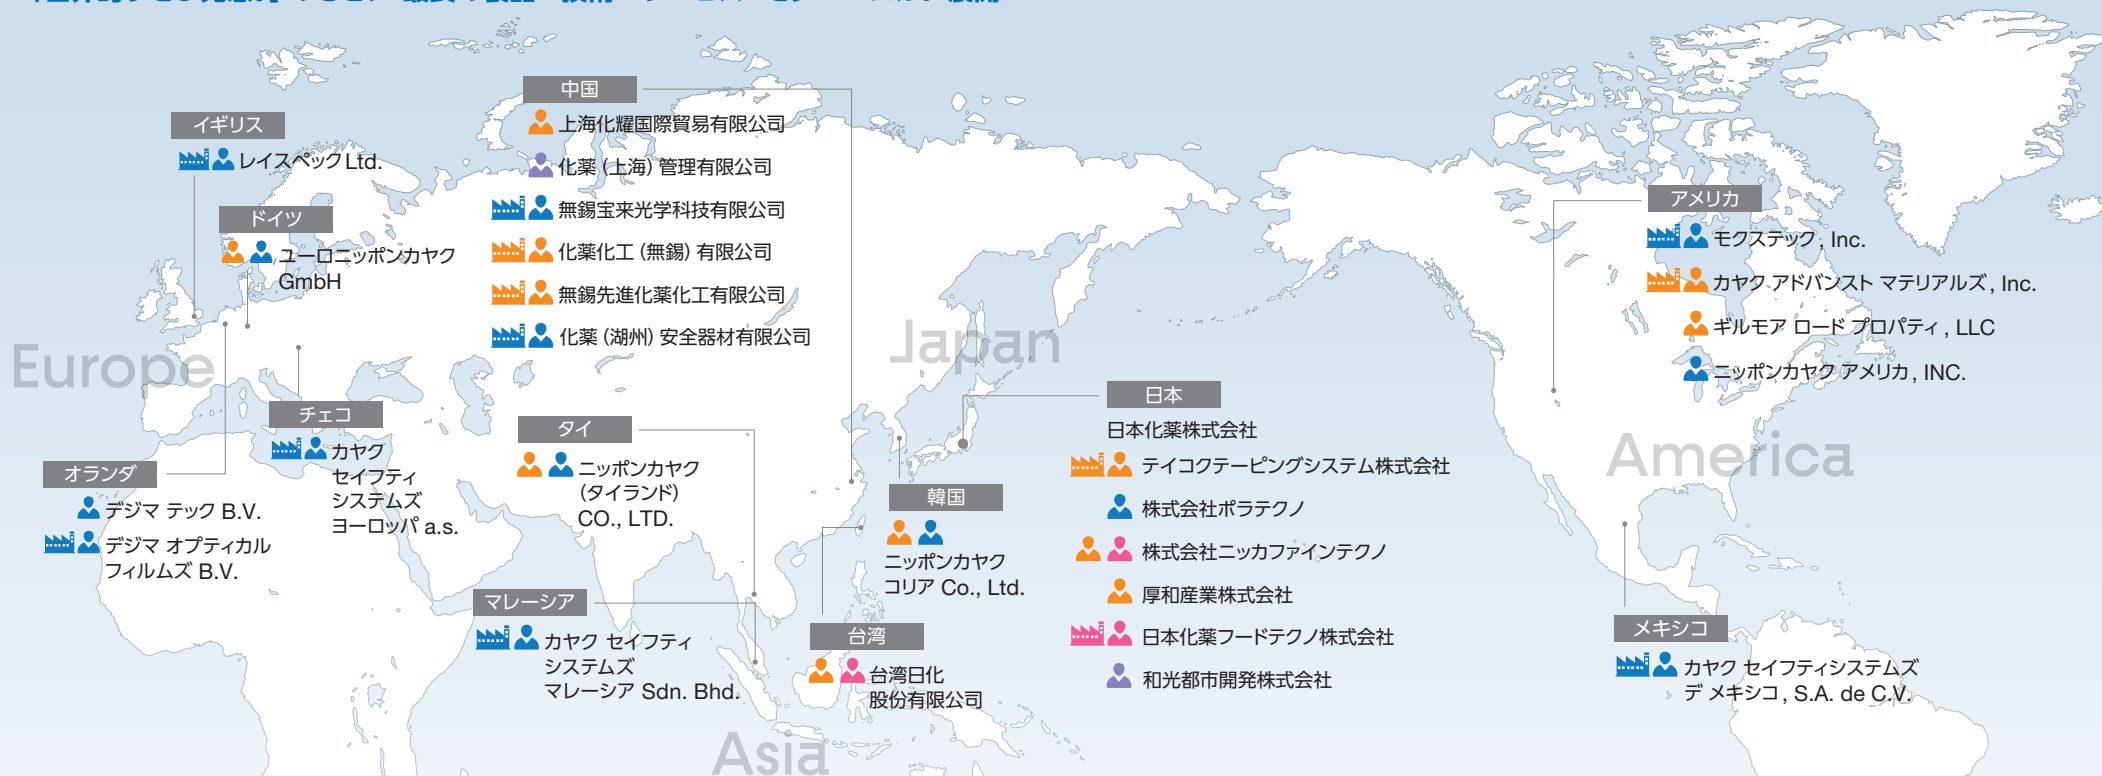 Europe
イギリス
レイスペック Ltd.
ドイツ
ユーロニッポンカヤク
GmbH
チェコ
カヤク
セイフティ
システムズ
ヨーロッパ a.s.
オランダ
デジマ テック B.V.
デジマ オプティカル
フィルムズ B.V.
中国
上海化耀国際貿易有限公司
化薬（上海）管理有限公司
無錫宝来光学科技有限公司
化薬化工（無錫）有限公司
無錫先進化薬化工有限公司
化薬（湖州）安全器材有限公司
タイ
ニッポンカヤク
（タイランド）
CO., LTD.
マレーシア
カヤク セイフティ
システムズ
マレーシア Sdn. Bhd.
台湾
台湾日化
股份有限公司
韓国
ニッポンカヤク
コリア Co., Ltd.
Asia
Japan
日本
日本化薬株式会社
テイコクテーピングシステム株式会社
株式会社ポラテクノ
株式会社ニッカファインテクノ
厚和産業株式会社
日本化薬フードテクノ株式会社
和光都市開発株式会社
アメリカ
モクステック, Inc.
カヤク アドバンスト マテリアルズ, Inc.
ギルモア ロード プロパティ, LLC
ニッポンカヤク アメリカ, INC.
America
メキシコ
カヤク セイフティシステムズ
デ メキシコ, S.A. de C.V.